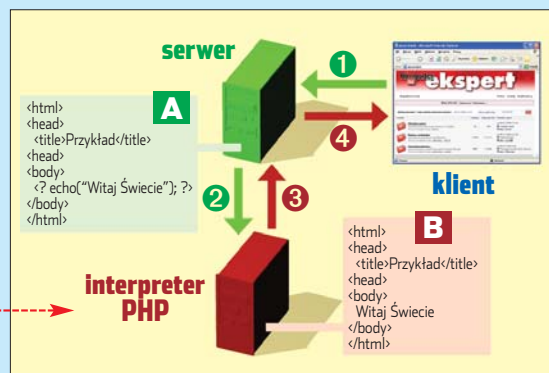 serwer
1
ekspert
4
klient
A
<html>
<head>
<title>Przykład</title>
<head>
<body>
<? echo("Witaj Świecie"); ?>
</body>
</html>
2
3
interpreter
PHP
B
<html>
<head>
<title>Przykład</title>
<head>
<body>
Witaj Świecie
</body>
</html>